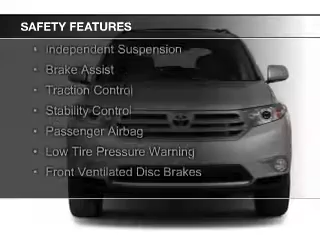 SAFETY FEATURES
• Independent Suspension
• Brake Assist
• Traction Control
• Stability Control
• Passenger Airbag
• Low Tire Pressure Warning
• Front Ventilated Disc Brakes